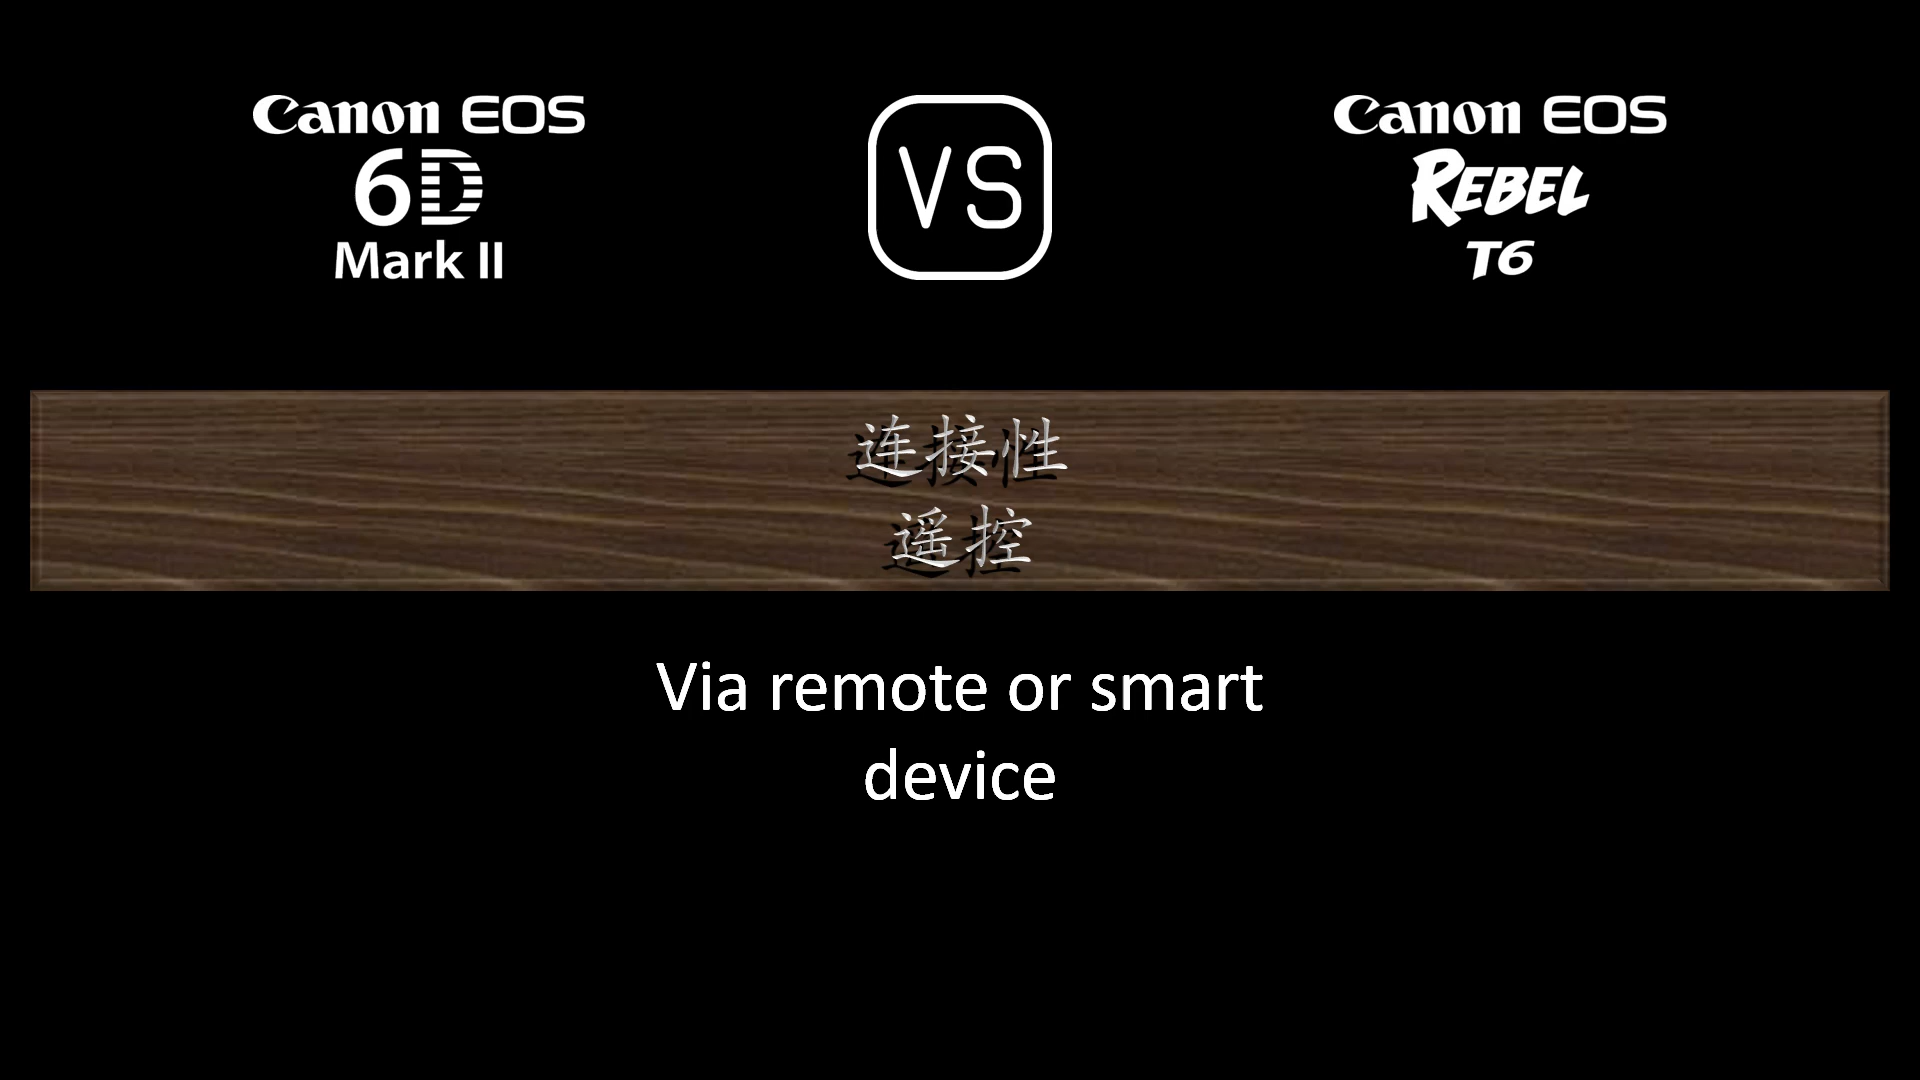 Canon EOS
6D
Mark II
VS
Canon EOS
REBEL
T6
连接性
遥控
Via remote or smart
device